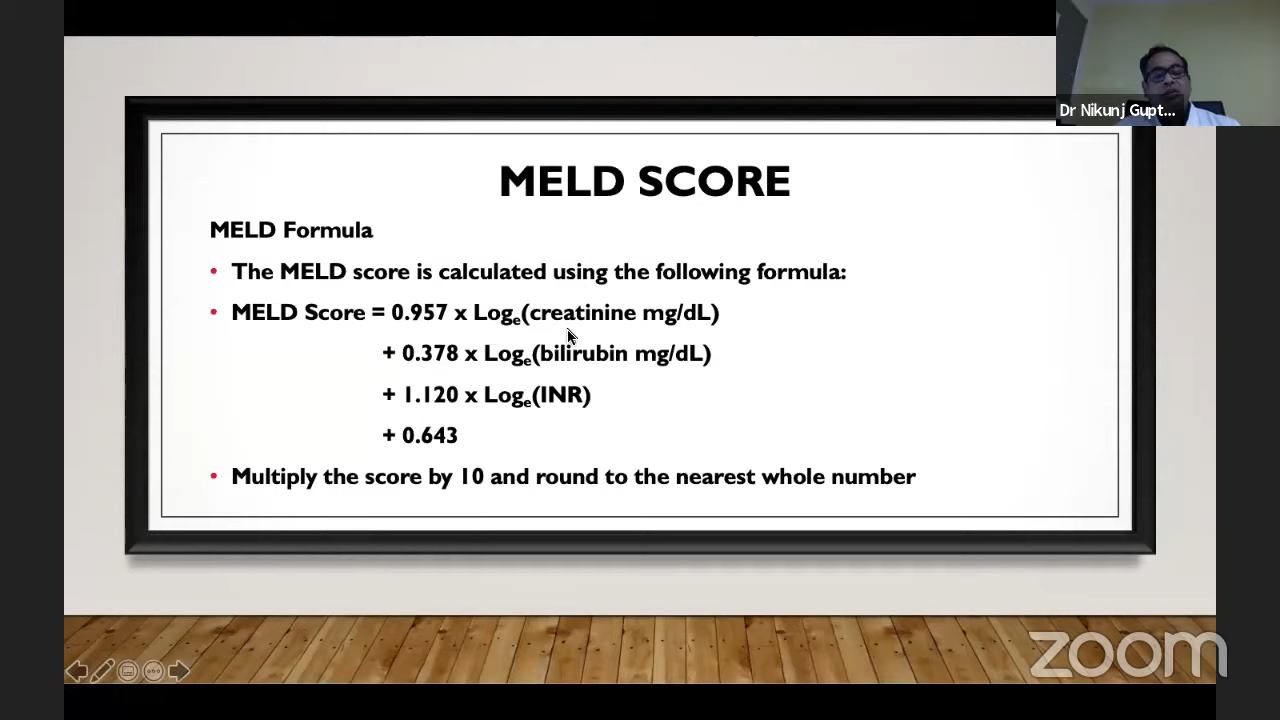 Dr Nikunj Gupt...
MELD SCORE
MELD Formula
• The MELD score is calculated using the following formula:
• MELD Score = 0.957 x Logₑ(creatinine mg/dL)
+ 0.378 x Logₑ(bilirubin mg/dL)
+ 1.120 x Logₑ(INR)
+ 0.643
• Multiply the score by 10 and round to the nearest whole number
zoom